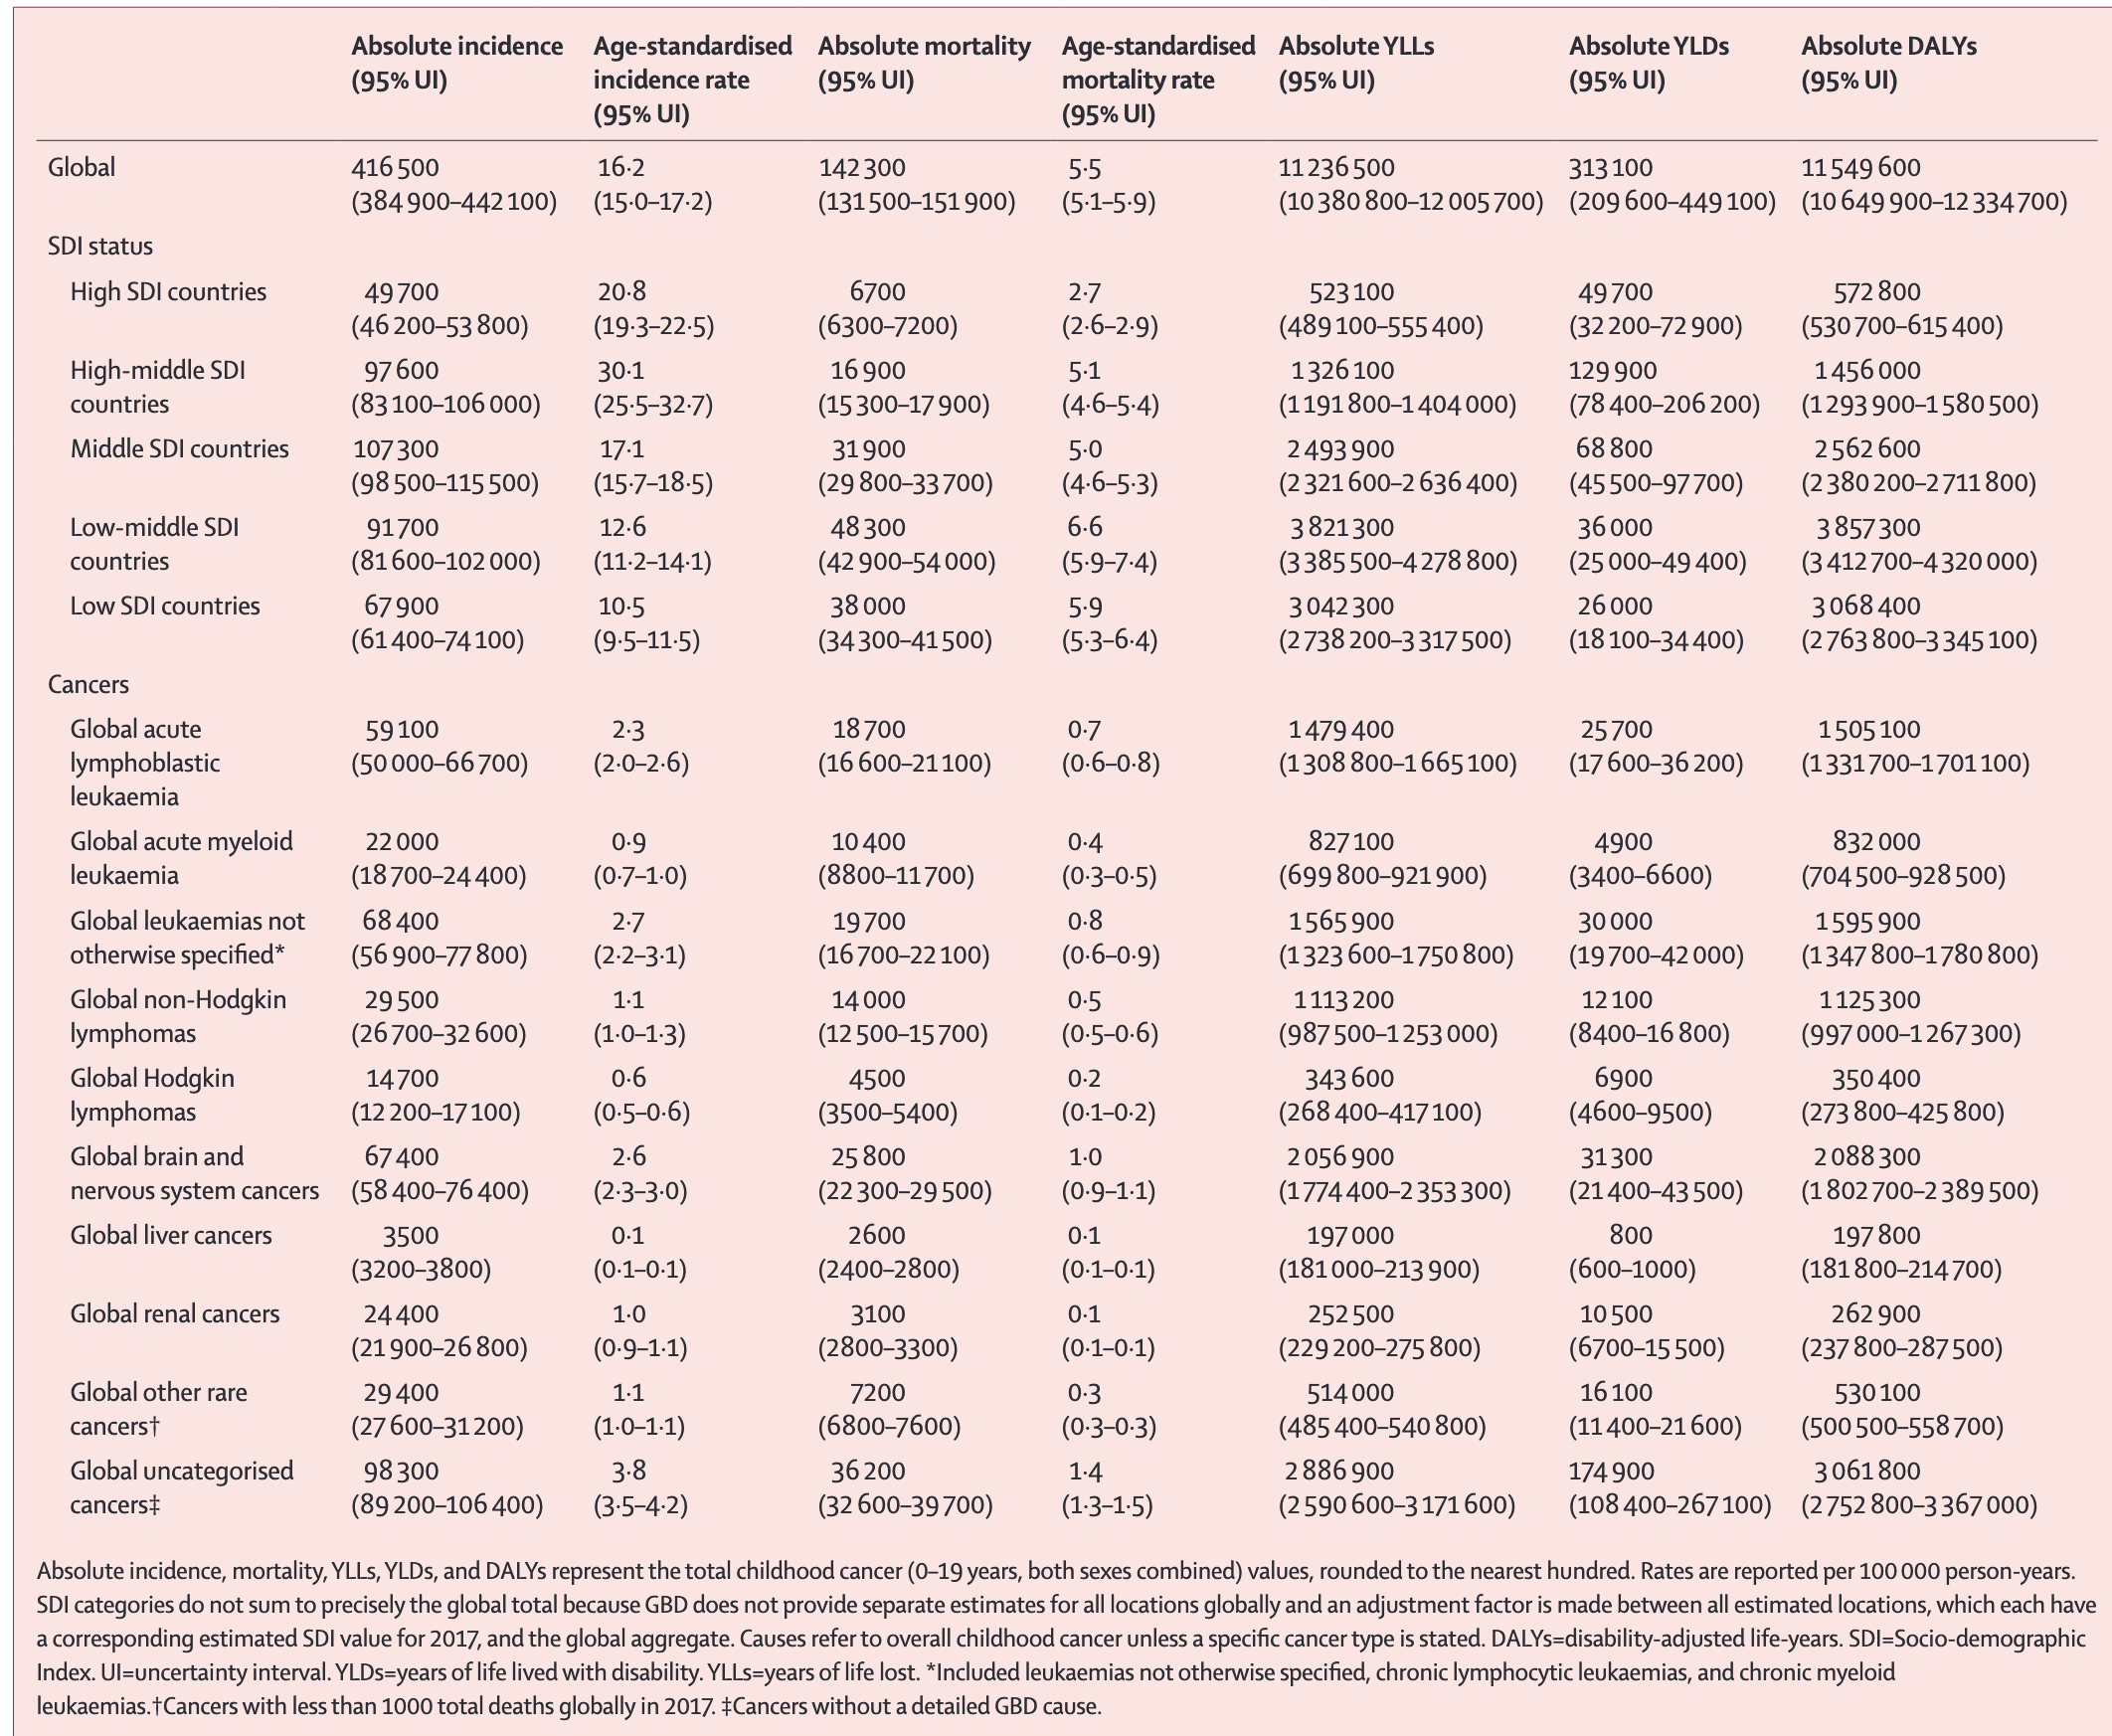 Absolute incidence Age-standardised Absolute mortality Age-standardised Absolute YLLs Absolute YLDs Absolute DALYs
(95% UI) incidence rate (95% UI) mortality rate (95% UI) (95% UI) (95% UI)
(95% UI) (95% UI)
Global 416 500 16·2 142 300 5·5 11 236 500 313 100 11 549 600
(384 900–442 100) (15·0–17·2) (131 500–151 900) (5·1–5·9) (10 380 800–12 005 700) (209 600–449 100) (10 649 900–12 334 700)
SDI status
High SDI countries 49 700 20·8 6700 2·7 523 100 49 700 572 800
(46 200–53 800) (19·3–22·5) (6300–7200) (2·6–2·9) (489 100–555 400) (32 200–72 900) (530 700–615 400)
High-middle SDI 97 600 30·1 16 900 5·1 1 326 100 129 900 1 456 000
countries (83 100–106 000) (25·5–32·7) (15 300–17 900) (4·6–5·4) (1 191 800–1 404 000) (78 400–206 200) (1 293 900–1 580 500)
Middle SDI countries 107 300 17·1 31 900 5·0 2 493 900 68 800 2 562 600
(98 500–115 500) (15·7–18·5) (29 800–33 700) (4·6–5·3) (2 321 600–2 636 400) (45 500–97 700) (2 380 200–2 711 800)
Low-middle SDI 91 700 12·6 48 300 6·6 3 821 300 36 000 3 857 300
countries (81 600–102 000) (11·2–14·1) (42 900–54 000) (5·9–7·4) (3 385 500–4 278 800) (25 000–49 400) (3 412 700–4 320 000)
Low SDI countries 67 900 10·5 38 000 5·9 3 042 300 26 000 3 068 400
(61 400–74 100) (9·5–11·5) (34 300–41 500) (5·3–6·4) (2 738 200–3 317 500) (18 100–34 400) (2 763 800–3 345 100)
Cancers
Global acute 59 100 2·3 18 700 0·7 1 479 400 25 700 1 505 100
lymphoblastic (50 000–66 700) (2·0–2·6) (16 600–21 100) (0·6–0·8) (1 308 800–1 665 100) (17 600–36 200) (1 331 700–1 701 100)
leukaemia
Global acute myeloid 22 000 0·9 10 400 0·4 827 100 4900 832 000
leukaemia (18 700–24 400) (0·7–1·0) (8800–11 700) (0·3–0·5) (699 800–921 900) (3400–6600) (704 500–928 500)
Global leukaemias not 68 400 2·7 19 700 0·8 1 565 900 30 000 1 595 900
otherwise specified* (56 900–77 800) (2·2–3·1) (16 700–22 100) (0·6–0·9) (1 323 600–1 750 800) (19 700–42 000) (1 347 800–1 780 800)
Global non-Hodgkin 29 500 1·1 14 000 0·5 1 113 200 12 100 1 125 300
lymphomas (26 700–32 600) (1·0–1·3) (12 500–15 700) (0·5–0·6) (987 500–1 253 000) (8400–16 800) (997 000–1 267 300)
Global Hodgkin 14 700 0·6 4500 0·2 343 600 6900 350 400
lymphomas (12 200–17 100) (0·5–0·6) (3500–5400) (0·1–0·2) (268 400–417 100) (4600–9500) (273 800–425 800)
Global brain and 67 400 2·6 25 800 1·0 2 056 900 31 300 2 088 300
nervous system cancers (58 400–76 400) (2·3–3·0) (22 300–29 500) (0·9–1·1) (1 774 400–2 353 300) (21 400–43 500) (1 802 700–2 389 500)
Global liver cancers 3500 0·1 2600 0·1 197 000 800 197 800
(3200–3800) (0·1–0·1) (2400–2800) (0·1–0·1) (181 000–213 900) (600–1000) (181 800–214 700)
Global renal cancers 24 400 1·0 3100 0·1 252 500 10 500 262 900
(21 900–26 800) (0·9–1·1) (2800–3300) (0·1–0·1) (229 200–275 800) (6700–15 500) (237 800–287 500)
Global other rare 29 400 1·1 7200 0·3 514 000 16 100 530 100
cancers† (27 600–31 200) (1·0–1·1) (6800–7600) (0·3–0·3) (485 400–540 800) (11 400–21 600) (500 500–558 700)
Global uncategorised 98 300 3·8 36 200 1·4 2 886 900 174 900 3 061 800
cancers‡ (89 200–106 400) (3·5–4·2) (32 600–39 700) (1·3–1·5) (2 590 600–3 171 600) (108 400–267 100) (2 752 800–3 367 000)
Absolute incidence, mortality, YLLs, YLDs, and DALYs represent the total childhood cancer (0–19 years, both sexes combined) values, rounded to the nearest hundred. Rates are reported per 100 000 person-years.
SDI categories do not sum to precisely the global total because GBD does not provide separate estimates for all locations globally and an adjustment factor is made between all estimated locations, which each have
a corresponding estimated SDI value for 2017, and the global aggregate. Causes refer to overall childhood cancer unless a specific cancer type is stated. DALYs=disability-adjusted life-years. SDI=Socio-demographic
Index. UI=uncertainty interval. YLDs=years of life lived with disability. YLLs=years of life lost. *Included leukaemias not otherwise specified, chronic lymphocytic leukaemias, and chronic myeloid
leukaemias.†Cancers with less than 1000 total deaths globally in 2017. ‡Cancers without a detailed GBD cause.